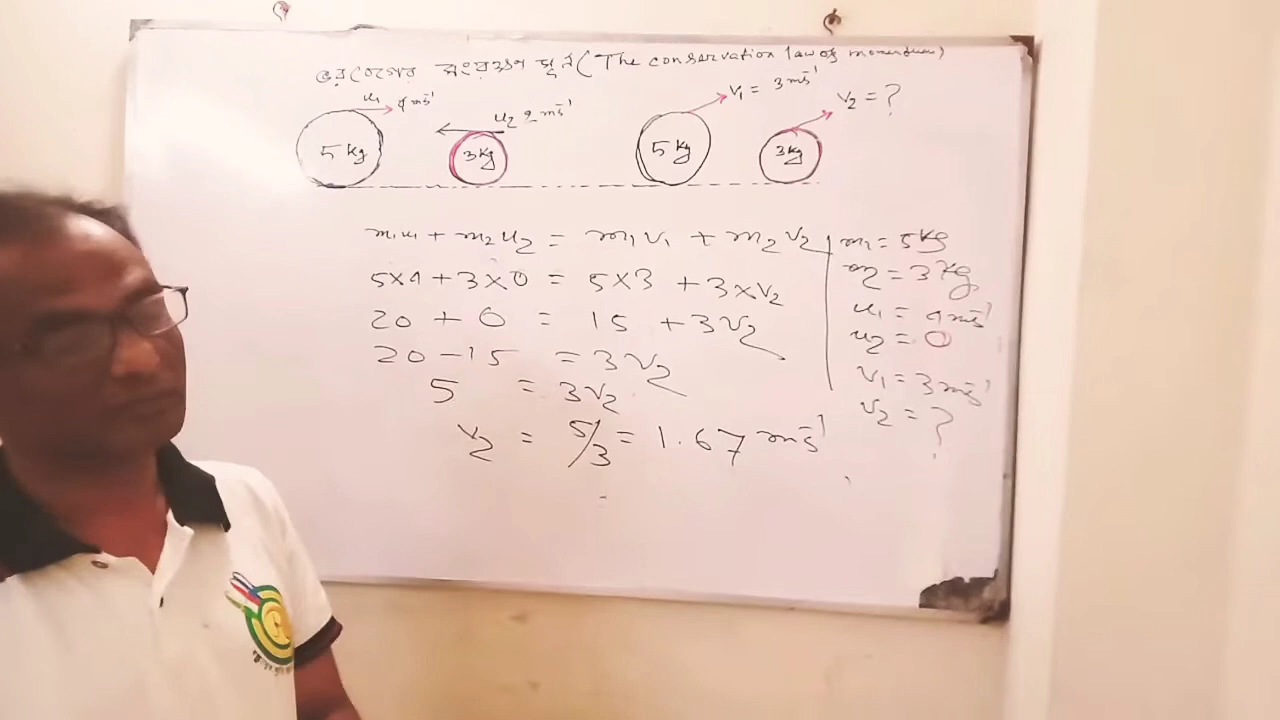 ভরবেগের সংরক্ষণ সূত্র (The conservation law of momentum)
u₁ 4 ms⁻¹
u₂ 2 ms⁻¹
v₁ = 3 ms⁻¹
v₂ = ?
5 kg
3 kg
5 kg
3 kg
m₁u₁ + m₂u₂ = m₁v₁ + m₂v₂
5×4 + 3×0 = 5×3 + 3×v₂
20 + 0 = 15 + 3v₂
20 - 15 = 3v₂
5 = 3v₂
v₂ = 5/3 = 1.67 ms⁻¹
m₁ = 5 kg
m₂ = 3 kg
u₁ = 4 ms⁻¹
u₂ = 0
v₁ = 3 ms⁻¹
v₂ = ?